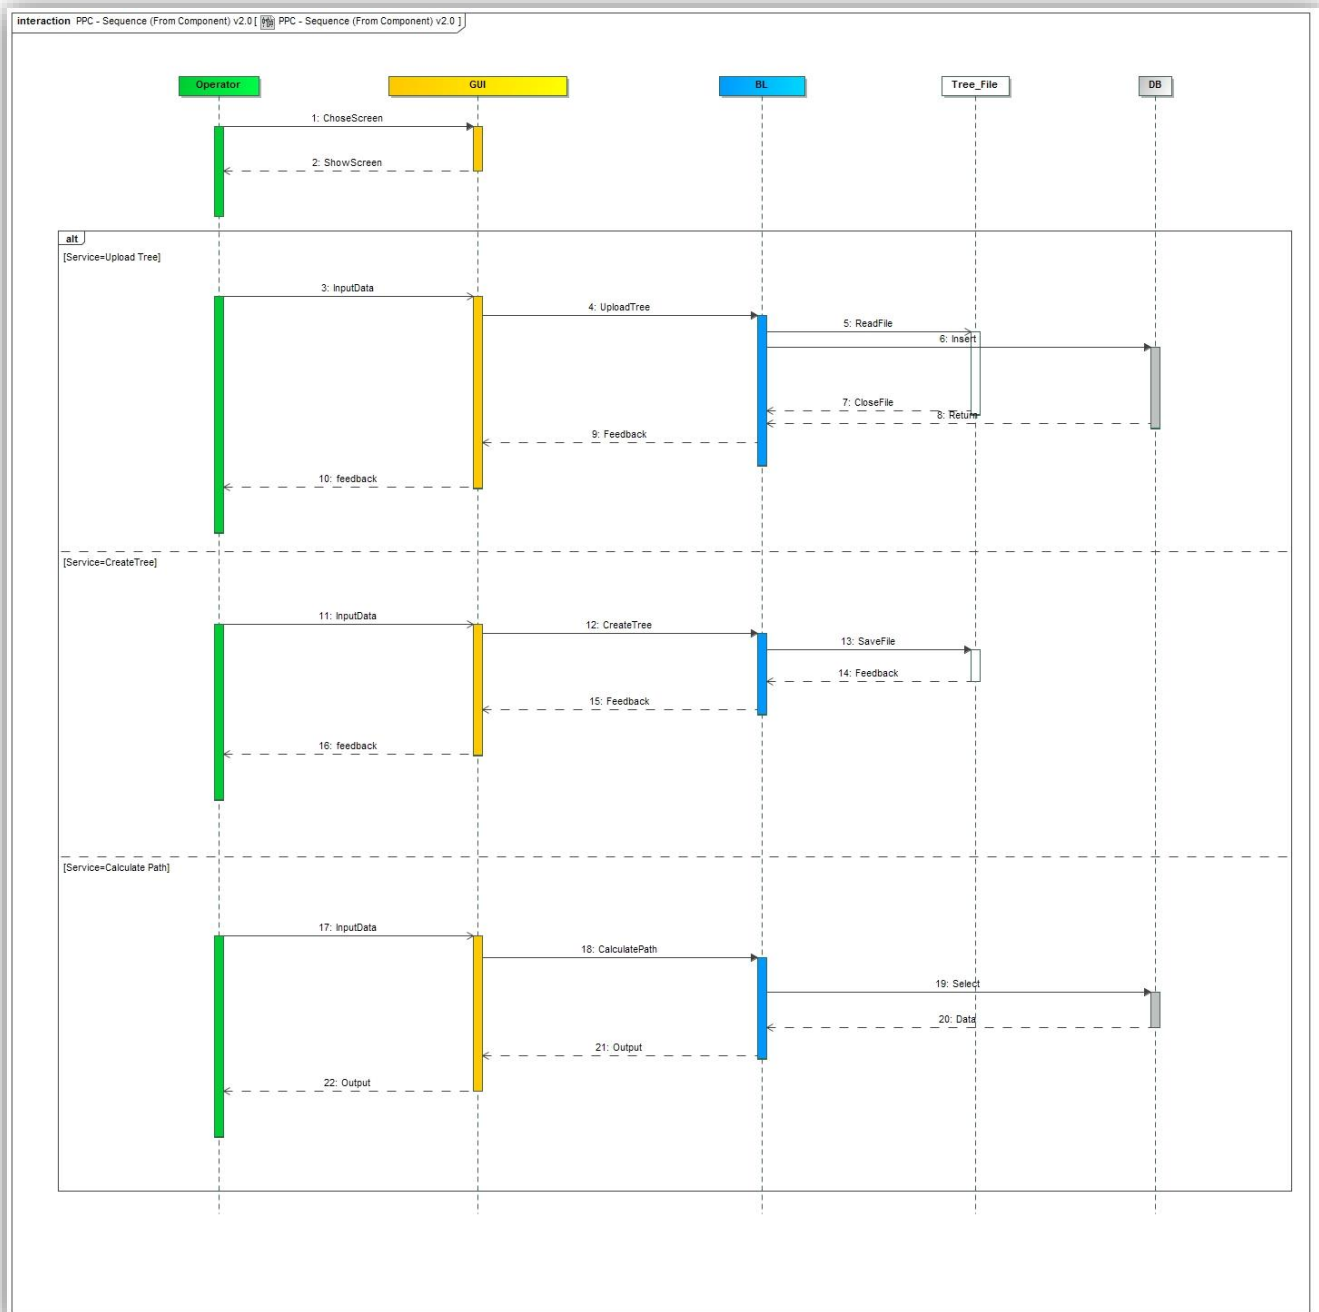 interaction PPC - Sequence (From Component) v2.0 [ PPC - Sequence (From Component) v2.0 ]
Operator GUI BL Tree_File DB
1: ChoseScreen
2: ShowScreen
alt
[Service=Upload Tree]
3: InputData
4: UploadTree
5: ReadFile
6: Insert
7: CloseFile
8: Return
9: Feedback
10: feedback
[Service=CreateTree]
11: InputData
12: CreateTree
13: SaveFile
14: Feedback
15: Feedback
16: feedback
[Service=Calculate Path]
17: InputData
18: CalculatePath
19: Select
20: Data
21: Output
22: Output